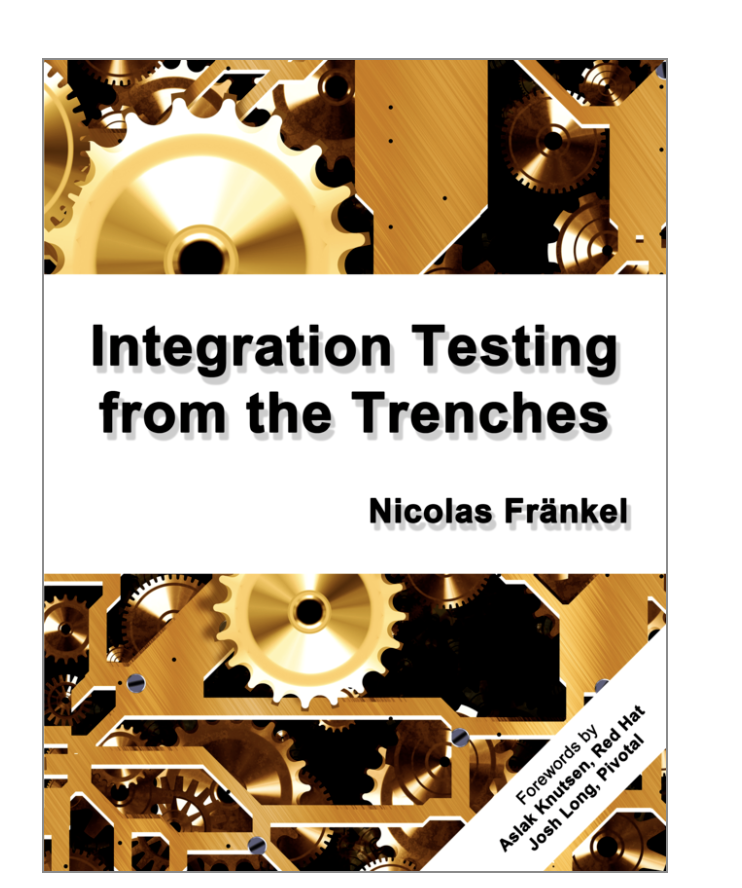 Integration Testing
from the Trenches
Nicolas Fränkel
Forewords by
Aslak Knutsen, Red Hat
Josh Long, Pivotal